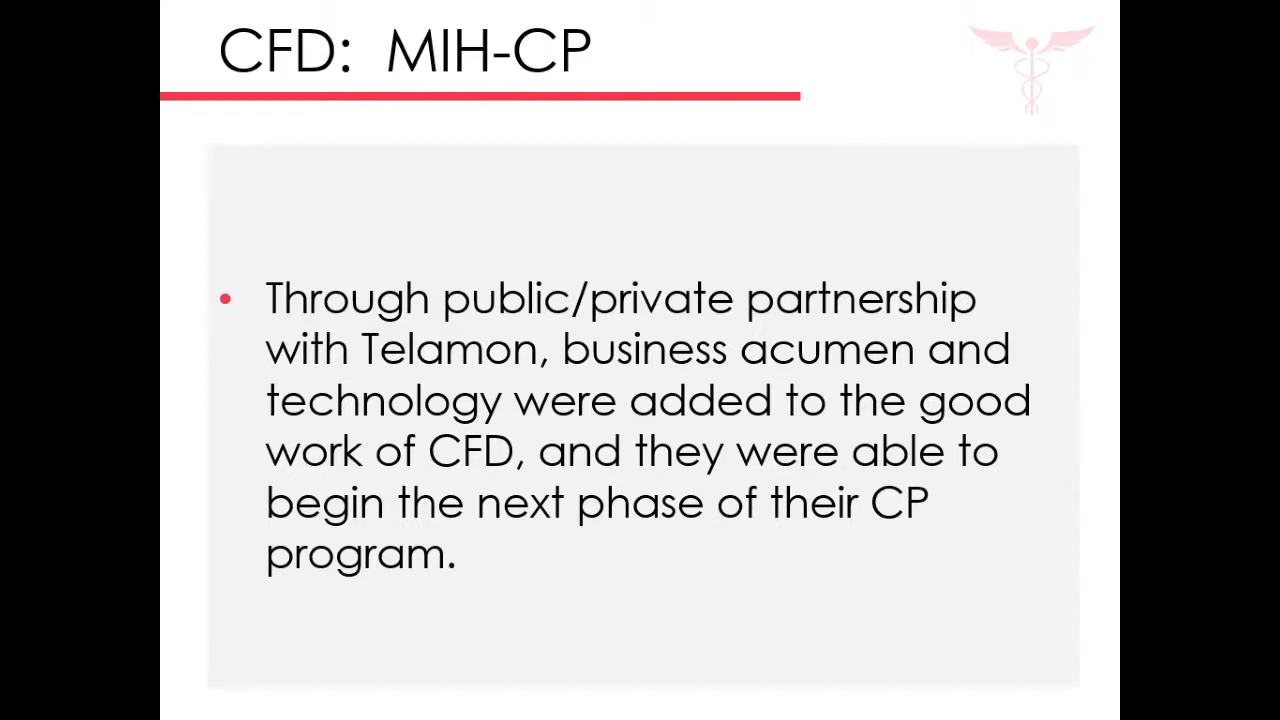 CFD: MIH-CP
• Through public/private partnership
with Telamon, business acumen and
technology were added to the good
work of CFD, and they were able to
begin the next phase of their CP
program.